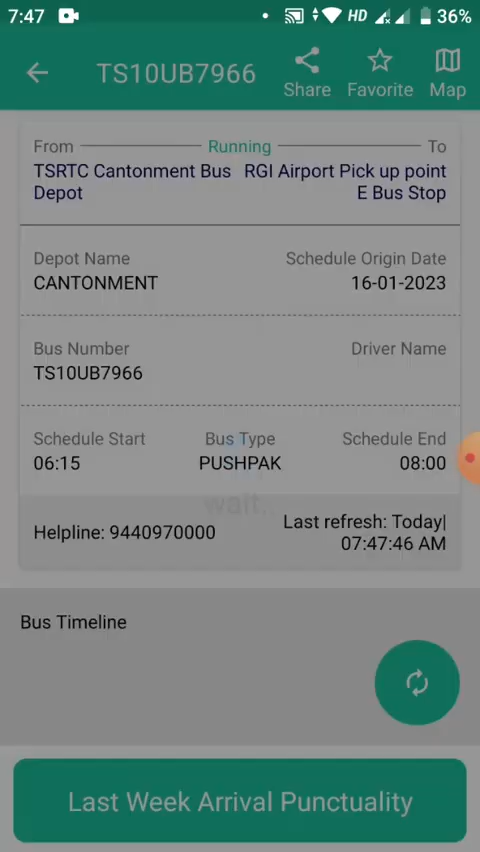 7:47 HD 36%
TS10UB7966
Share Favorite Map
From Running To
TSRTC Cantonment Bus RGI Airport Pick up point
Depot E Bus Stop
Depot Name Schedule Origin Date
CANTONMENT 16-01-2023
Bus Number Driver Name
TS10UB7966
Schedule Start Bus Type Schedule End
06:15 PUSHPAK 08:00
wait..
Helpline: 9440970000 Last refresh: Today|
07:47:46 AM
Bus Timeline
Last Week Arrival Punctuality